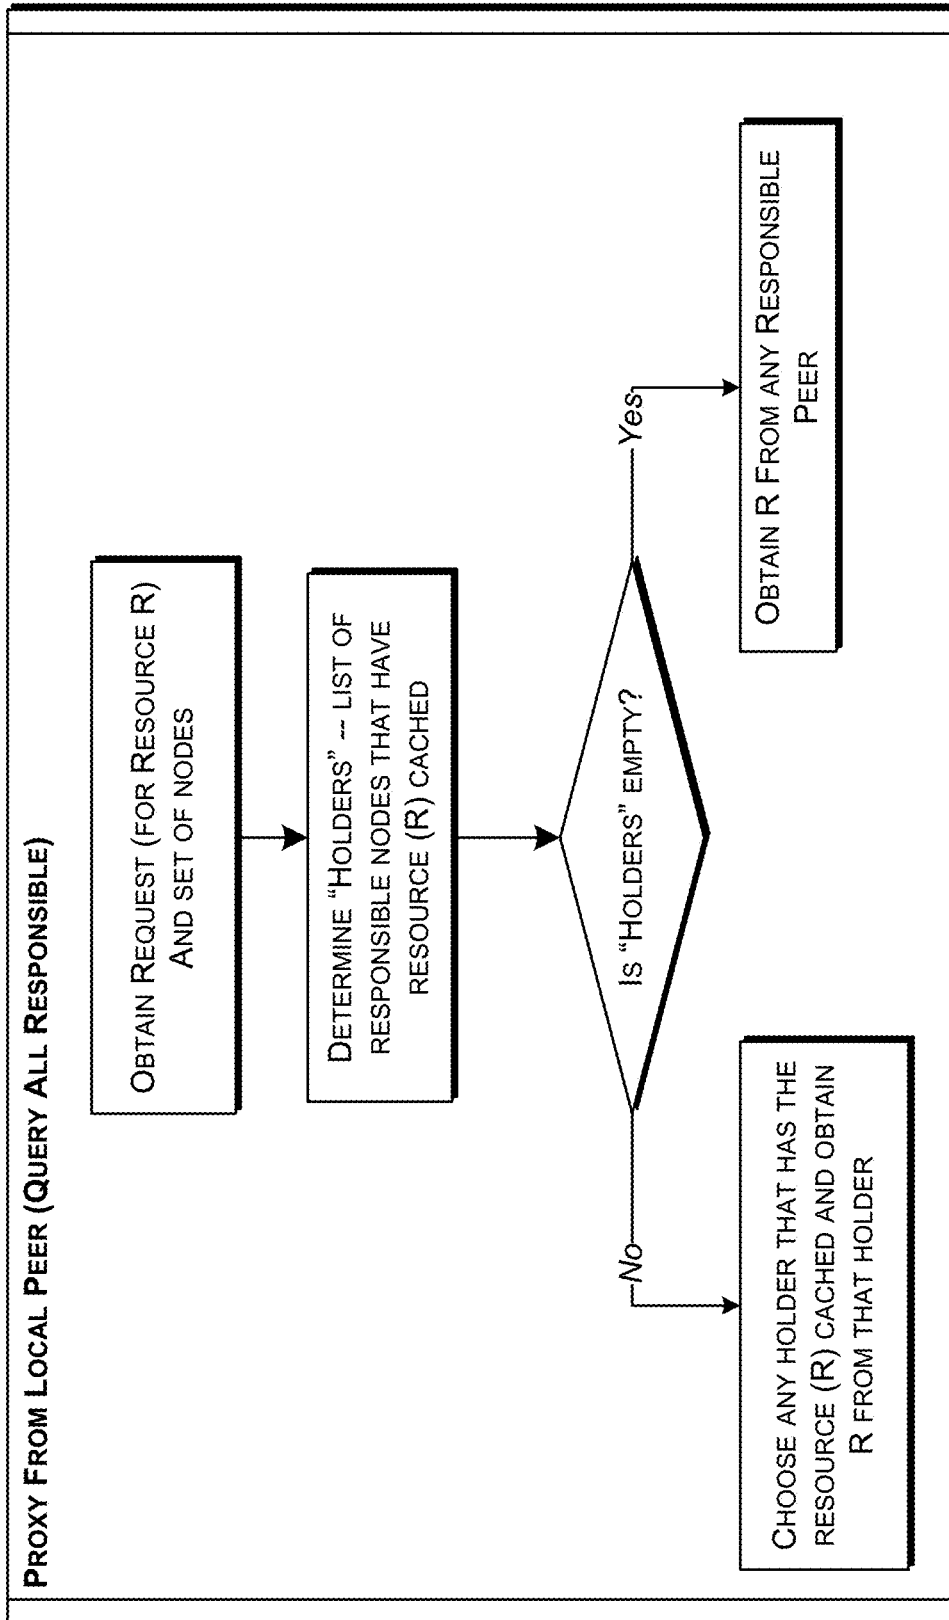 PROXY FROM LOCAL PEER (QUERY ALL RESPONSIBLE)
OBTAIN REQUEST (FOR RESOURCE R)
AND SET OF NODES
DETERMINE “HOLDERS” -- LIST OF
RESPONSIBLE NODES THAT HAVE
RESOURCE (R) CACHED
IS “HOLDERS” EMPTY?
No
Yes
CHOOSE ANY HOLDER THAT HAS THE
RESOURCE (R) CACHED AND OBTAIN
R FROM THAT HOLDER
OBTAIN R FROM ANY RESPONSIBLE
PEER